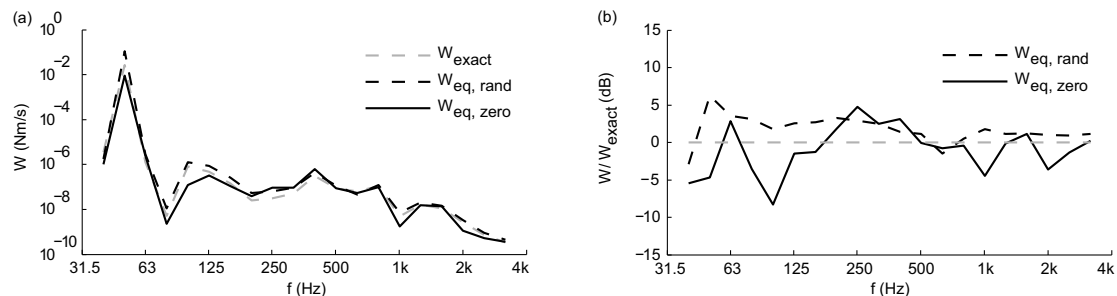 (a)
10^0
10^-2
10^-4
10^-6
10^-8
10^-10
W (Nm/s)
31.5 63 125 250 500 1k 2k 4k
f (Hz)
W_exact
W_eq, rand
W_eq, zero
(b)
15
10
5
0
−5
−10
−15
W/ W_exact (dB)
31.5 63 125 250 500 1k 2k 4k
f (Hz)
W_eq, rand
W_eq, zero